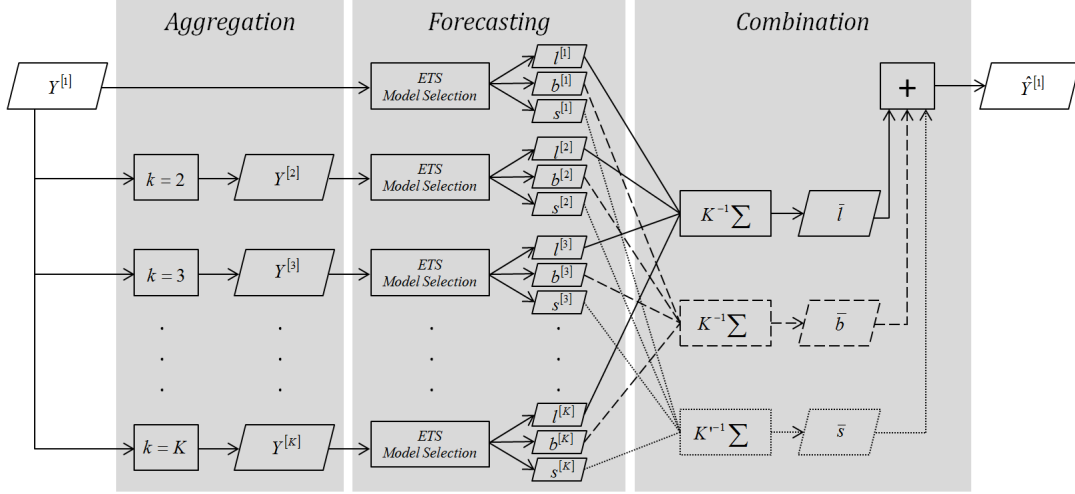 Aggregation
Forecasting
Combination
Y^[1]
ETS
Model Selection
l^[1]
b^[1]
s^[1]
+
Ŷ^[1]
k = 2
Y^[2]
ETS
Model Selection
l^[2]
b^[2]
s^[2]
K^-1 ∑
l̄
k = 3
Y^[3]
ETS
Model Selection
l^[3]
b^[3]
s^[3]
K^-1 ∑
b̄
. . . .
. . . .
. . . .
k = K
Y^[K]
ETS
Model Selection
l^[K]
b^[K]
s^[K]
K'^-1 ∑
s̄